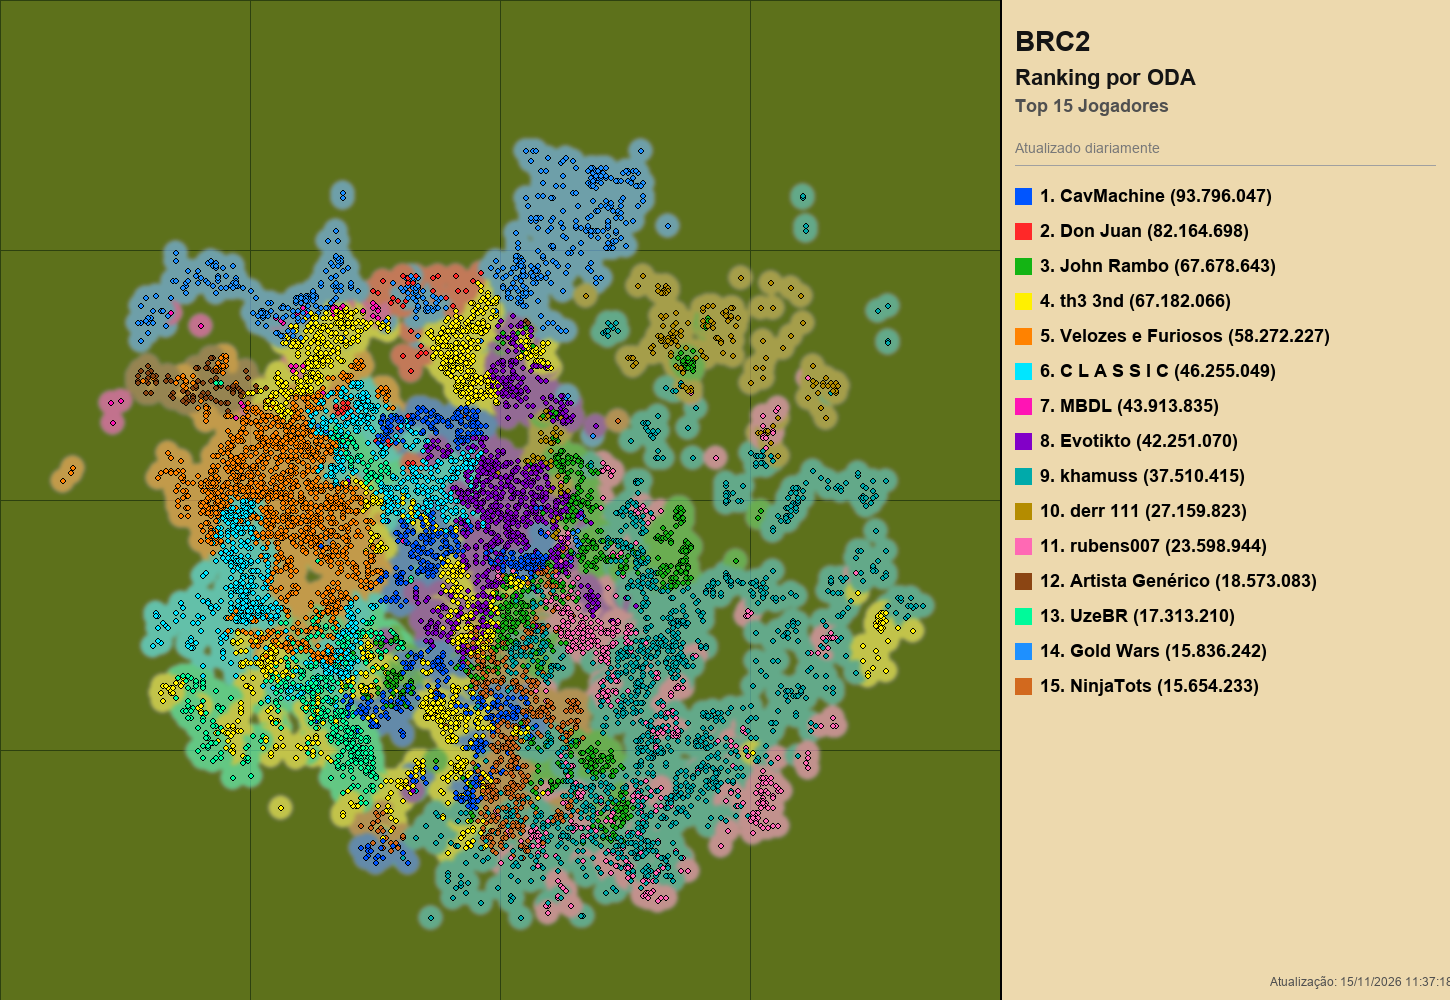 BRC2
Ranking por ODA
Top 15 Jogadores
Atualizado diariamente
1. CavMachine (93.796.047)
2. Don Juan (82.164.698)
3. John Rambo (67.678.643)
4. th3 3nd (67.182.066)
5. Velozes e Furiosos (58.272.227)
6. C L A S S I C (46.255.049)
7. MBDL (43.913.835)
8. Evotikto (42.251.070)
9. khamuss (37.510.415)
10. derr 111 (27.159.823)
11. rubens007 (23.598.944)
12. Artista Genérico (18.573.083)
13. UzeBR (17.313.210)
14. Gold Wars (15.836.242)
15. NinjaTots (15.654.233)
Atualização: 15/11/2026 11:37:18